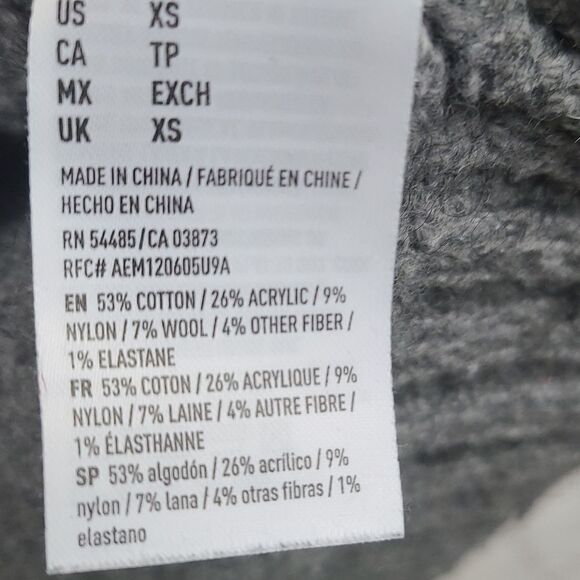 US XS
CA TP
MX EXCH
UK XS
MADE IN CHINA / FABRIQUÉ EN CHINE /
HECHO EN CHINA
RN 54485/CA 03873
RFC# AEM120605U9A
EN 53% COTTON / 26% ACRYLIC / 9%
NYLON / 7% WOOL / 4% OTHER FIBER /
1% ELASTANE
FR 53% COTON / 26% ACRYLIQUE / 9%
NYLON / 7% LAINE / 4% AUTRE FIBRE /
1% ÉLASTHANNE
SP 53% algodón / 26% acrílico / 9%
nylon / 7% lana / 4% otras fibras / 1%
elastano